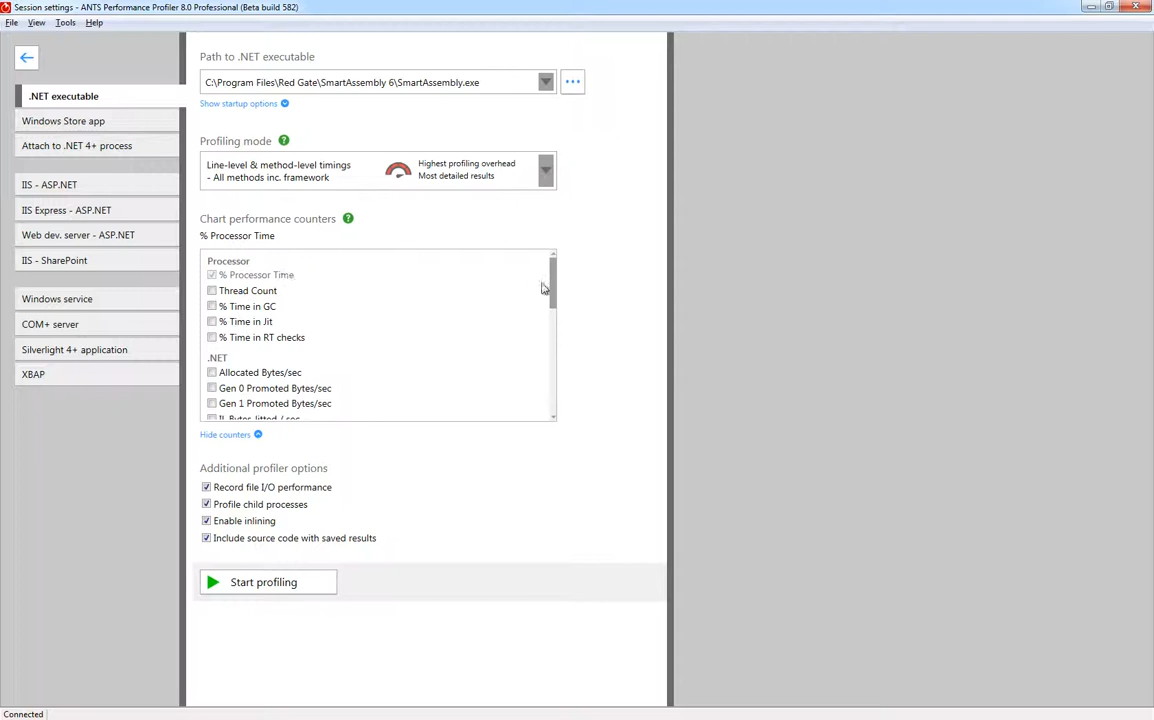 Session settings - ANTS Performance Profiler 8.0 Professional (Beta build 582)
File View Tools Help
.NET executable
Windows Store app
Attach to .NET 4+ process
IIS - ASP.NET
IIS Express - ASP.NET
Web dev. server - ASP.NET
IIS - SharePoint
Windows service
COM+ server
Silverlight 4+ application
XBAP
Path to .NET executable
C:\Program Files\Red Gate\SmartAssembly 6\SmartAssembly.exe
Show startup options
Profiling mode
Line-level & method-level timings
- All methods inc. framework
Highest profiling overhead
Most detailed results
Chart performance counters
% Processor Time
Processor
% Processor Time
Thread Count
% Time in GC
% Time in Jit
% Time in RT checks
.NET
Allocated Bytes/sec
Gen 0 Promoted Bytes/sec
Gen 1 Promoted Bytes/sec
IL Bytes Jitted / sec
Hide counters
Additional profiler options
Record file I/O performance
Profile child processes
Enable inlining
Include source code with saved results
Start profiling
Connected